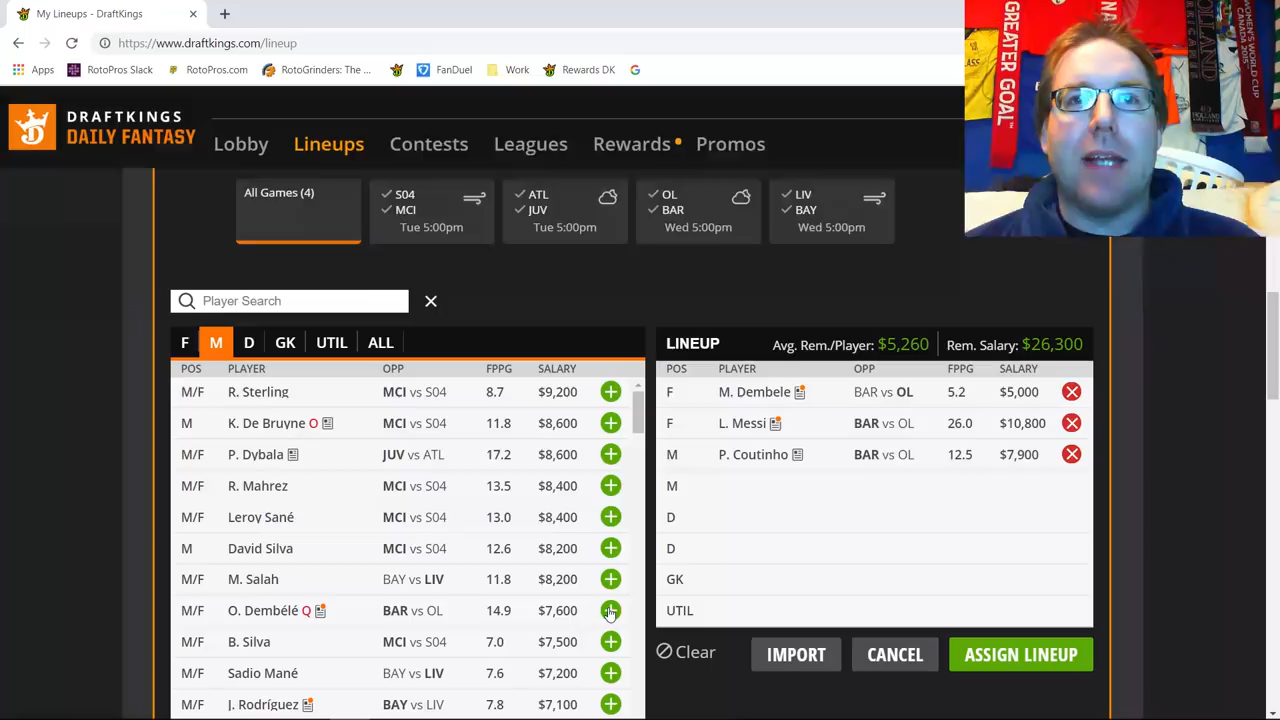 My Lineups - DraftKings
https://www.draftkings.com/lineup
Apps RotoPros Slack RotoPros.com RotoGrinders: The ... FanDuel Work Rewards DK
DRAFTKINGS
DAILY FANTASY
Lobby Lineups Contests Leagues Rewards Promos
All Games (4)
S04
MCI
Tue 5:00pm
ATL
JUV
Tue 5:00pm
OL
BAR
Wed 5:00pm
LIV
BAY
Wed 5:00pm
Player Search
F M D GK UTIL ALL
POS PLAYER OPP FPPG SALARY
M/F R. Sterling MCI vs S04 8.7 $9,200
M K. De Bruyne O MCI vs S04 11.8 $8,600
M/F P. Dybala JUV vs ATL 17.2 $8,600
M/F R. Mahrez MCI vs S04 13.5 $8,400
M/F Leroy Sané MCI vs S04 13.0 $8,400
M David Silva MCI vs S04 12.6 $8,200
M/F M. Salah BAY vs LIV 11.8 $8,200
M/F O. Dembélé Q BAR vs OL 14.9 $7,600
M/F B. Silva MCI vs S04 7.0 $7,500
M/F Sadio Mané BAY vs LIV 7.6 $7,200
M/F J. Rodríguez BAY vs LIV 7.8 $7,100
LINEUP Avg. Rem./Player: $5,260 Rem. Salary: $26,300
POS PLAYER OPP FPPG SALARY
F M. Dembele BAR vs OL 5.2 $5,000
F L. Messi BAR vs OL 26.0 $10,800
M P. Coutinho BAR vs OL 12.5 $7,900
M
D
D
GK
UTIL
Clear IMPORT CANCEL ASSIGN LINEUP
GREATER GOAL
NA
ASS
HOLLAND
WOMEN'S WORLD CUP
CANADA 2015